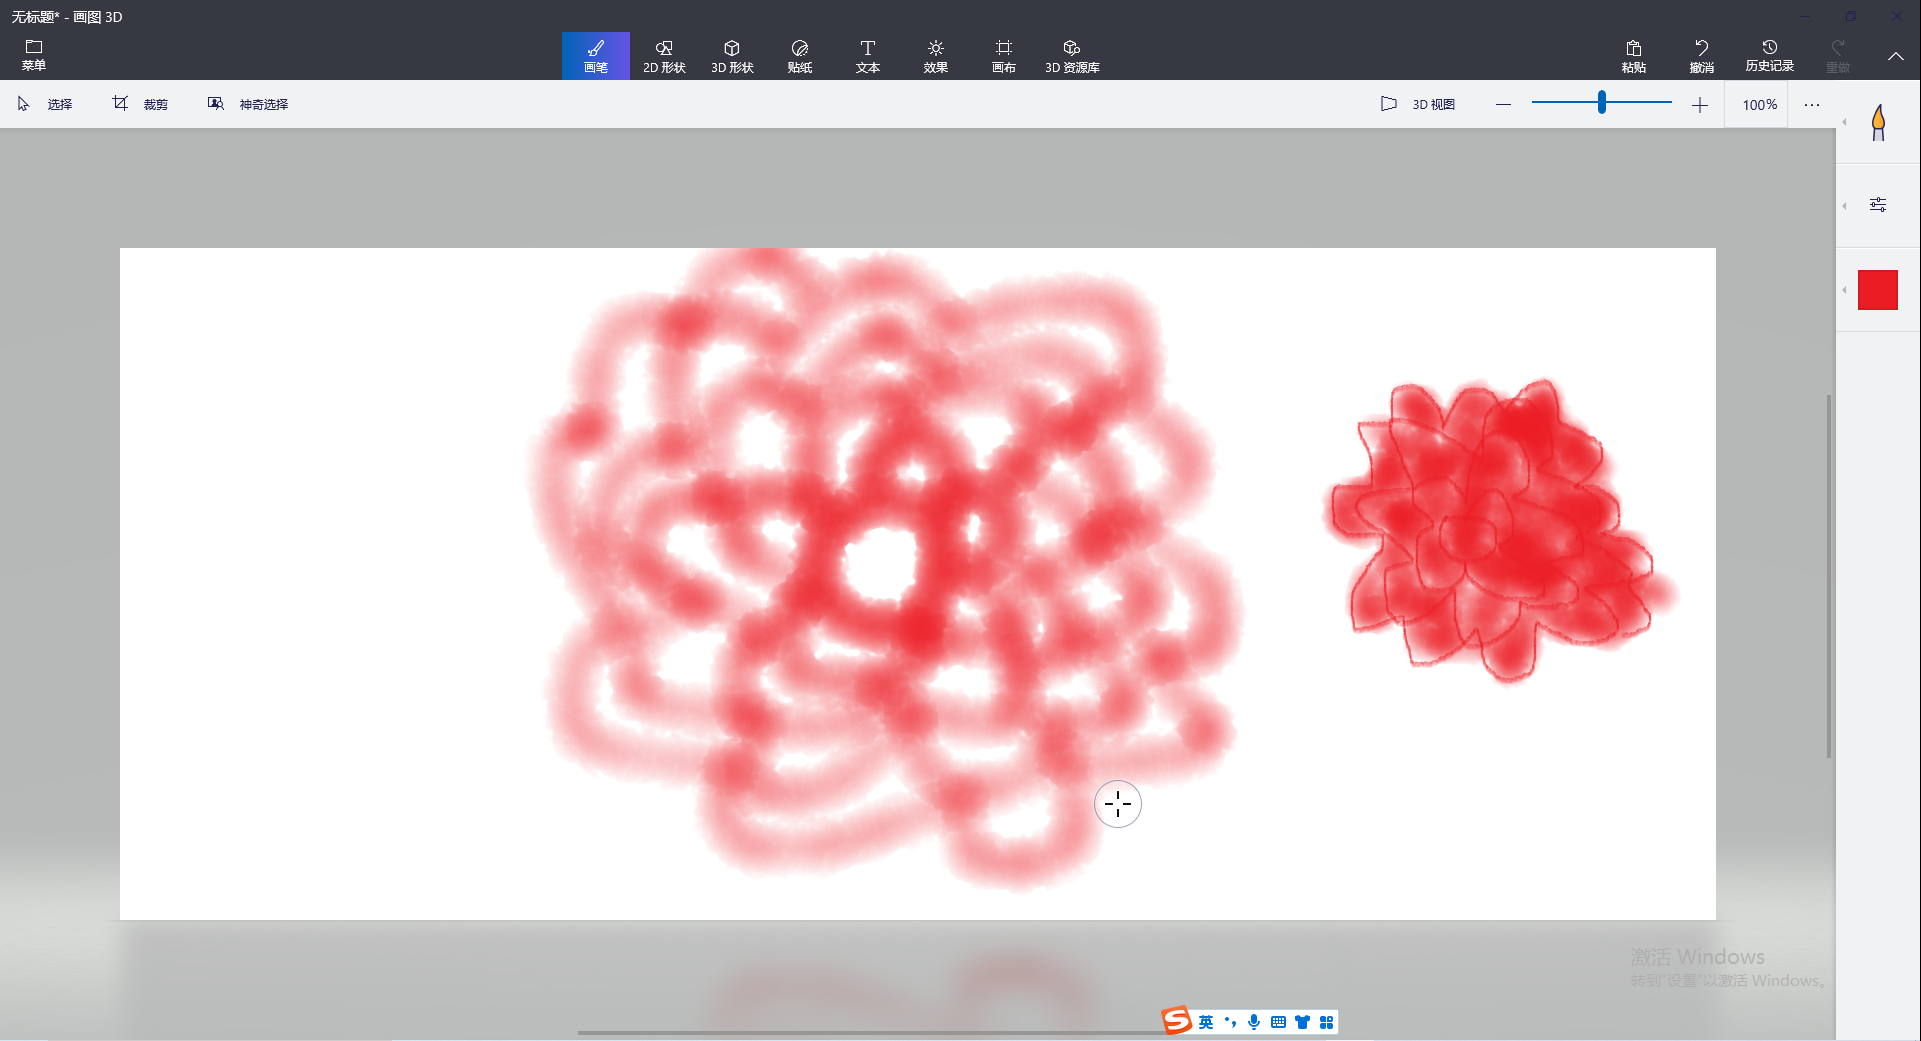 无标题* - 画图 3D
菜单
画笔
2D 形状
3D 形状
贴纸
文本
效果
画布
3D 资源库
粘贴
撤消
历史记录
重做
选择
裁剪
神奇选择
3D 视图
100%
激活 Windows
转到"设置"以激活 Windows。
英